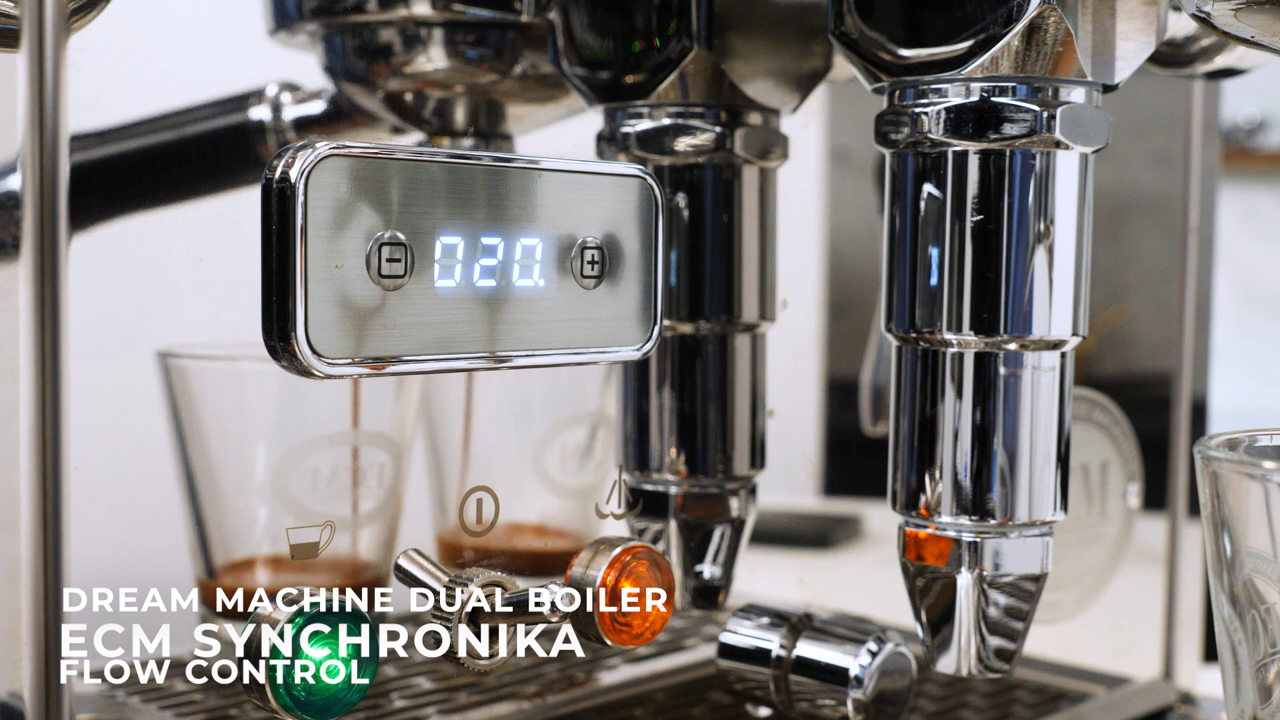 020.
DREAM MACHINE DUAL BOILER
ECM SYNCHRONIKA
FLOW CONTROL